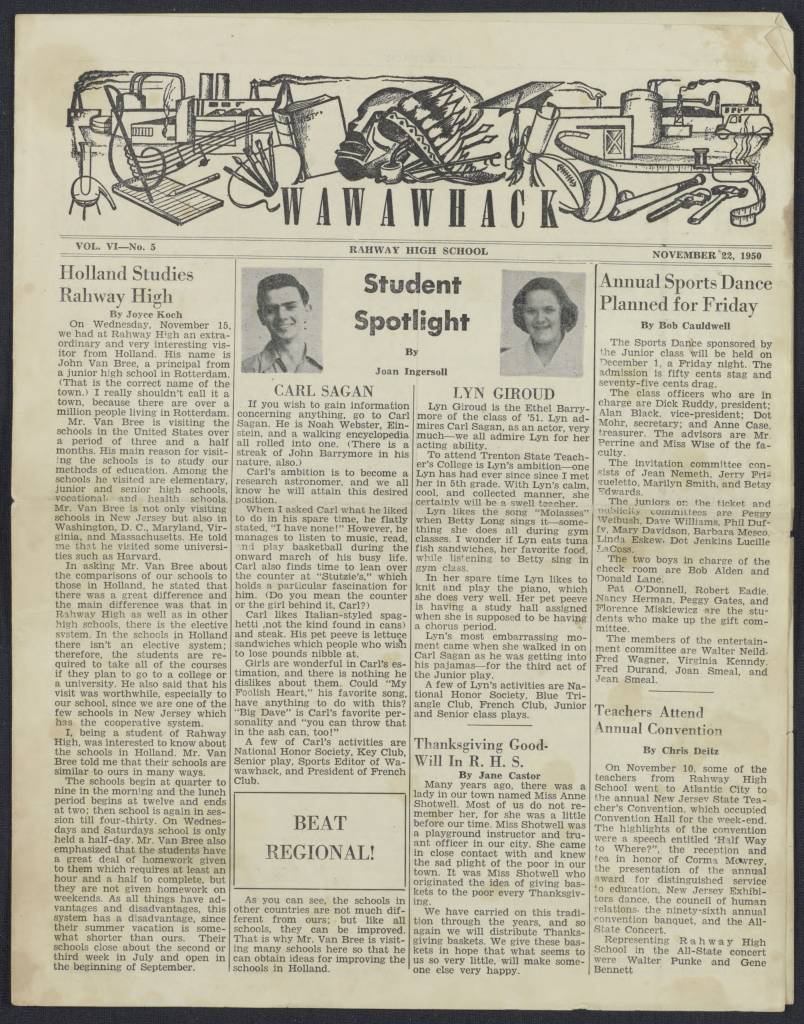 WAWAWHACK
VOL. VI—No. 5
RAHWAY HIGH SCHOOL
NOVEMBER 22, 1950
Holland Studies
Rahway High
By Joyce Koch
On Wednesday, November 15,
we had at Rahway High an extra-
ordinary and very interesting vis-
itor from Holland. His name is
John Van Bree, a principal from
a junior high school in Rotterdam.
(That is the correct name of the
town.) I really shouldn't call it a
town, because there are over a
million people living in Rotterdam.
Mr. Van Bree is visiting the
schools in the United States over
a period of three and a half
months. His main reason for visit-
ing the schools is to study our
methods of education. Among the
schools he visited are elementary,
junior and senior high schools,
vocational and health schools.
Mr. Van Bree is not only visiting
schools in New Jersey but also in
Washington, D. C., Maryland, Vir-
ginia, and Massachusetts. He told
me that he visited some universi-
ties such as Harvard.
In asking Mr. Van Bree about
the comparisons of our schools to
those in Holland, he stated that
there was a great difference and
the main difference was that in
Rahway High as well as in other
high schools, there is the elective
system. In the schools in Holland
there isn't an elective system;
therefore, the students are re-
quired to take all of the courses
if they plan to go to a college or
a university. He also said that his
visit was worthwhile, especially to
our school, since we are one of the
few schools in New Jersey which
has the cooperative system.
I, being a student of Rahway
High, was interested to know about
the schools in Holland. Mr. Van
Bree told me that their schools are
similar to ours in many ways.
The schools begin at quarter to
nine in the morning and the lunch
period begins at twelve and ends
at two; then school is again in ses-
sion till four-thirty. On Wednes-
days and Saturdays school is only
held a half-day. Mr. Van Bree also
emphasized that the students have
a great deal of homework given
to them which requires at least an
hour and a half to complete, but
they are not given homework on
weekends. As all things have ad-
vantages and disadvantages, this
system has a disadvantage, since
their summer vacation is some-
what shorter than ours. Their
schools close about the second or
third week in July and open in
the beginning of September.
Student
Spotlight
By
Joan Ingersoll
CARL SAGAN
If you wish to gain information
concerning anything, go to Carl
Sagan. He is Noah Webster, Ein-
stein, and a walking encyclopedia
all rolled into one. (There is a
streak of John Barrymore in his
nature, also.)
Carl's ambition is to become a
research astronomer, and we all
know he will attain this desired
position.
When I asked Carl what he liked
to do in his spare time, he flatly
stated, "I have none!" However, he
manages to listen to music, read,
and play basketball during the
onward march of his busy life.
Carl also finds time to lean over
the counter at "Stutzie's," which
holds a particular fascination for
him. (Do you mean the counter
or the girl behind it, Carl?)
Carl likes Italian-styled spag-
hetti (not the kind found in cans)
and steak. His pet peeve is lettuce
sandwiches which people who wish
to lose pounds nibble at.
Girls are wonderful in Carl's es-
timation, and there is nothing he
dislikes about them. Could "My
Foolish Heart," his favorite song,
have anything to do with this?
"Big Dave" is Carl's favorite per-
sonality and "you can throw that
in the ash can, too!"
A few of Carl's activities are
National Honor Society, Key Club,
Senior play, Sports Editor of Wa-
wawhack, and President of French
Club.
BEAT
REGIONAL!
As you can see, the schools in
other countries are not much dif-
ferent from ours; but like all
schools, they can be improved.
That is why Mr. Van Bree is visit-
ing many schools here so that he
can obtain ideas for improving the
schools in Holland.
LYN GIROUD
Lyn Giroud is the Ethel Barry-
more of the class of '51. Lyn ad-
mires Carl Sagan, as an actor, very
much—we all admire Lyn for her
acting ability.
To attend Trenton State Teach-
er's College is Lyn's ambition—one
Lyn has had ever since since I met
her in 5th grade. With Lyn's calm,
cool, and collected manner, she
certainly will be a swell teacher.
Lyn likes the song "Molasses"
when Betty Long sings it—some-
thing she does all during gym
classes. I wonder if Lyn eats tuna
fish sandwiches, her favorite food,
while listening to Betty sing in
gym class.
In her spare time Lyn likes to
knit and play the piano, which
she does very well. Her pet peeve
is having a study hall assigned
when she is supposed to be having
a chorus period.
Lyn's most embarrassing mo-
ment came when she walked in on
Carl Sagan as he was getting into
his pajamas—for the third act of
the Junior play.
A few of Lyn's activities are Na-
tional Honor Society, Blue Tri-
angle Club, French Club, Junior
and Senior class plays.
Thanksgiving Good-
Will In R. H. S.
By Jane Castor
Many years ago, there was a
lady in our town named Miss Anne
Shotwell. Most of us do not re-
member her, for she was a little
before our time. Miss Shotwell was
a playground instructor and tru-
ant officer in our city. She came
in close contact with and knew
the sad plight of the poor in our
town. It was Miss Shotwell who
originated the idea of giving bas-
kets to the poor every Thanksgiv-
ing.
We have carried on this tradi-
tion through the years, and so
again we will distribute Thanks-
giving baskets. We give these bas-
kets in hope that what seems to
us so very little, will make some-
one else very happy.
Annual Sports Dance
Planned for Friday
By Bob Cauldwell
The Sports Dance sponsored by
the Junior class will be held on
December 1, a Friday night. The
admission is fifty cents stag and
seventy-five cents drag.
The class officers who are in
charge are Dick Ruddy, president;
Alan Black, vice-president; Dot
Mohr, secretary; and Anne Case,
treasurer. The advisors are Mr.
Perrine and Miss Wise of the fa-
culty.
The invitation committee con-
sists of Jean Nemeth, Jerry Fri-
gueletto, Marilyn Smith, and Betsy
Edwards.
The juniors on the ticket and
publicity committees are Peggy
Welbush, Dave Williams, Phil Duf-
fy, Mary Davidson, Barbara Mesco,
Linda Eskew, Dot Jenkins Lucille
LaCoss.
The two boys in charge of the
check room are Bob Alden and
Donald Lane.
Pat O'Donnell, Robert Eadie,
Nancy Herman, Peggy Gates, and
Florence Miskiewicz are the stu-
dents who make up the gift com-
mittee.
The members of the entertain-
ment committee are Walter Neild,
Fred Wagner, Virginia Kenndy,
Fred Durand, Joan Smeal, and
Jean Smeal.
Teachers Attend
Annual Convention
By Chris Deitz
On November 10, some of the
teachers from Rahway High
School went to Atlantic City to
the annual New Jersey State Tea-
cher's Convention, which occupied
Convention Hall for the week-end.
The highlights of the convention
were a speech entitled "Half Way
to Where?", the reception and
tea in honor of Corma Mowrey,
the presentation of the annual
award for distinguished service
to education, New Jersey Exhibi-
tors dance, the council of human
relations, the ninety-sixth annual
convention banquet, and the All-
State Concert.
Representing Rahway High
School in the All-State concert
were Walter Punke and Gene
Bennett